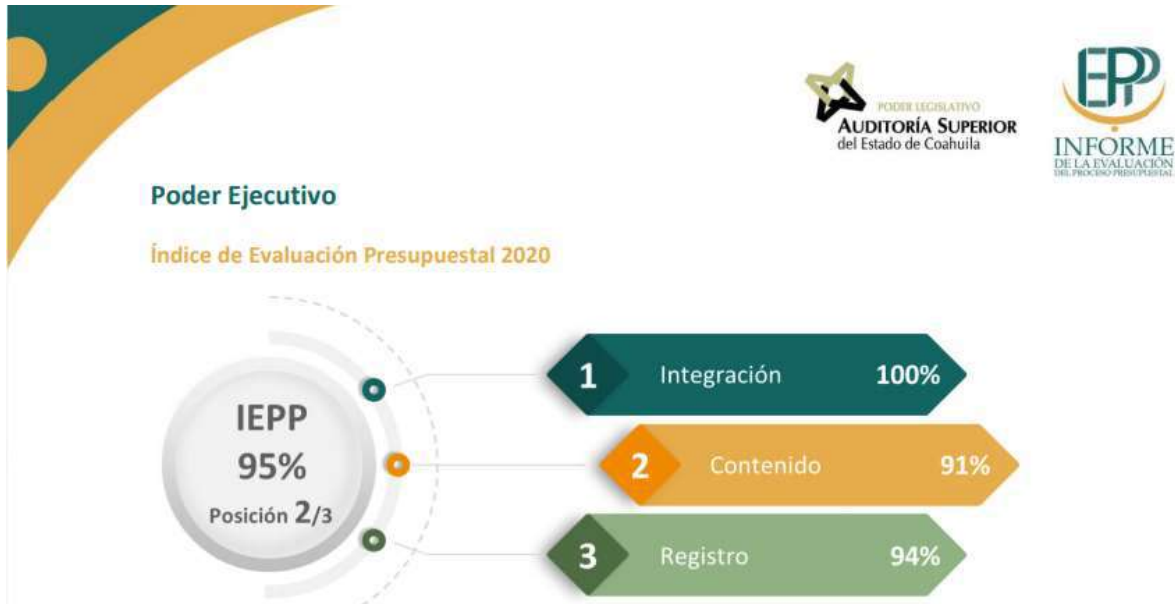 PODER LEGISLATIVO
AUDITORÍA SUPERIOR
del Estado de Coahuila
EPP
INFORME
DE LA EVALUACIÓN
DEL PROCESO PRESUPUESTAL
Poder Ejecutivo
Índice de Evaluación Presupuestal 2020
IEPP
95%
Posición 2/3
1 Integración 100%
2 Contenido 91%
3 Registro 94%